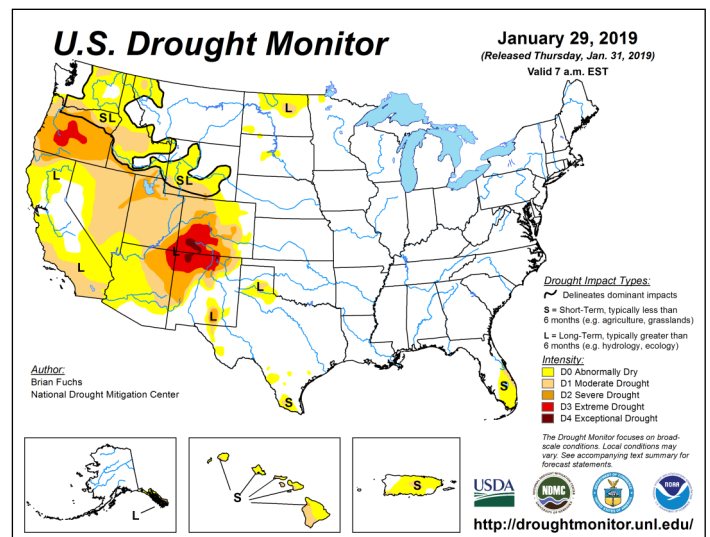 U.S. Drought Monitor
January 29, 2019
(Released Thursday, Jan. 31, 2019)
Valid 7 a.m. EST
L
SL
L
SL
L
L
L
L
S
S
Drought Impact Types:
Delineates dominant impacts
S = Short-Term, typically less than
6 months (e.g. agriculture, grasslands)
L = Long-Term, typically greater than
6 months (e.g. hydrology, ecology)
Intensity:
D0 Abnormally Dry
D1 Moderate Drought
D2 Severe Drought
D3 Extreme Drought
D4 Exceptional Drought
Author:
Brian Fuchs
National Drought Mitigation Center
The Drought Monitor focuses on broad-
scale conditions. Local conditions may
vary. See accompanying text summary for
forecast statements.
L
S
S
USDA
NDMC
NOAA
http://droughtmonitor.unl.edu/